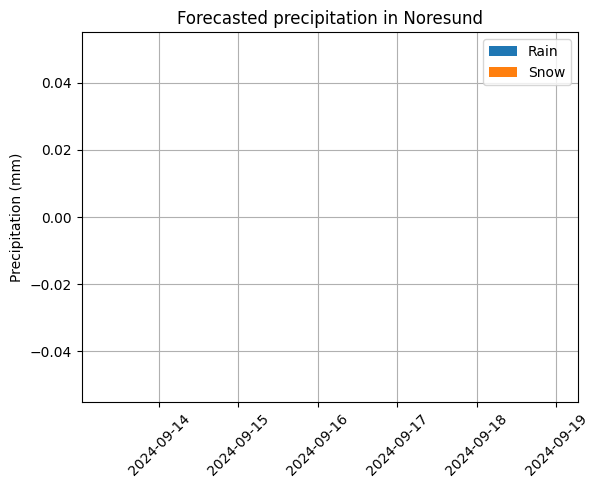 Forecasted precipitation in Noresund
Rain
Snow
Precipitation (mm)
0.04
0.02
0.00
−0.02
−0.04
2024-09-14
2024-09-15
2024-09-16
2024-09-17
2024-09-18
2024-09-19